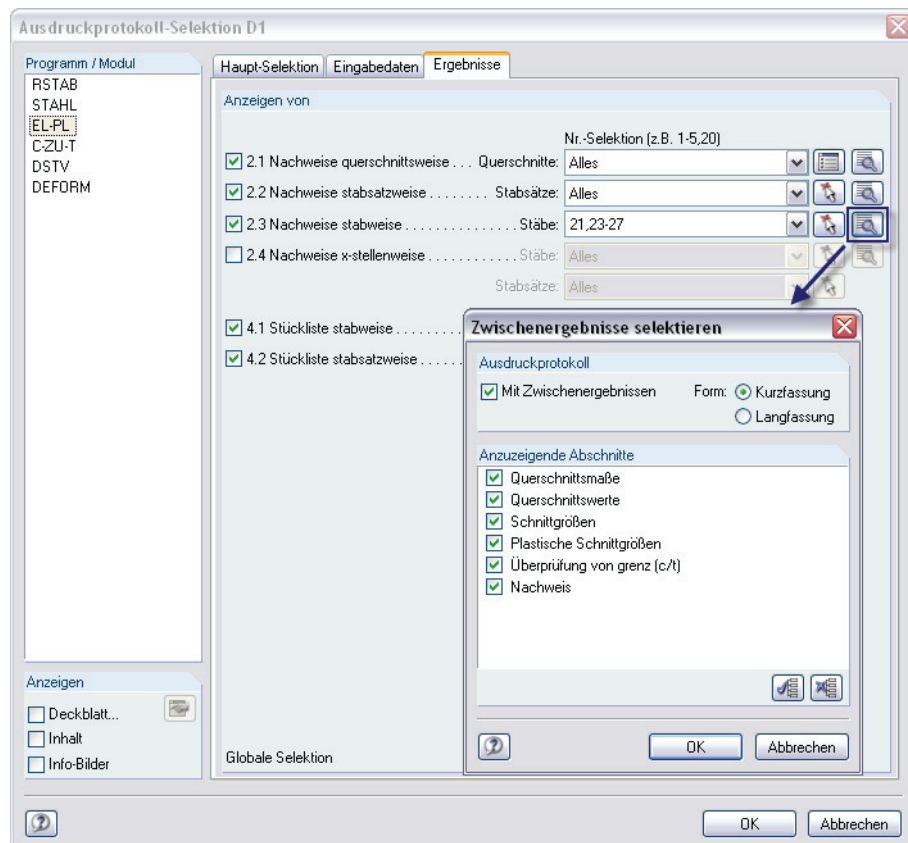 Ausdruckprotokoll-Selektion D1
Programm / Modul
RSTAB
STAHL
EL-PL
C-ZU-T
DSTV
DEFORM
Haupt-Selektion Eingabedaten Ergebnisse
Anzeigen von
Nr.-Selektion (z.B. 1-5,20)
2.1 Nachweise querschnittsweise . . . Querschnitte: Alles
2.2 Nachweise stabsatzweise . . . . . . . . Stabsätze: Alles
2.3 Nachweise stabweise . . . . . . . . . . . . . . Stäbe: 21,23-27
2.4 Nachweise x-stellenweise . . . . . . . . . . . Stäbe: Alles
Stabsätze: Alles
4.1 Stückliste stabweise . . . . . . . . .
4.2 Stückliste stabsatzweise . . . . . .
Zwischenergebnisse selektieren
Ausdruckprotokoll
Mit Zwischenergebnissen Form: Kurzfassung
Langfassung
Anzuzeigende Abschnitte
Querschnittsmaße
Querschnittswerte
Schnittgrößen
Plastische Schnittgrößen
Überprüfung von grenz (c/t)
Nachweis
OK Abbrechen
Anzeigen
Deckblatt...
Inhalt
Info-Bilder
Globale Selektion
OK Abbrechen